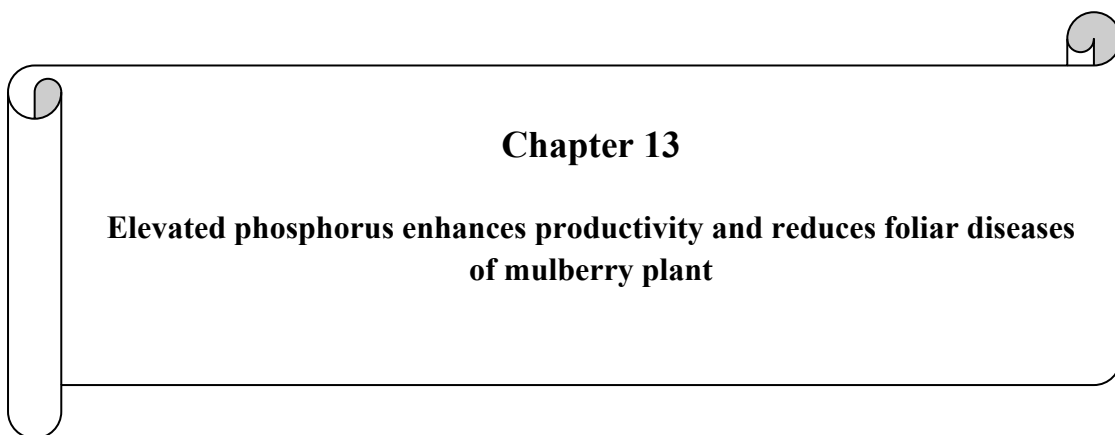 Chapter 13
Elevated phosphorus enhances productivity and reduces foliar diseases
of mulberry plant